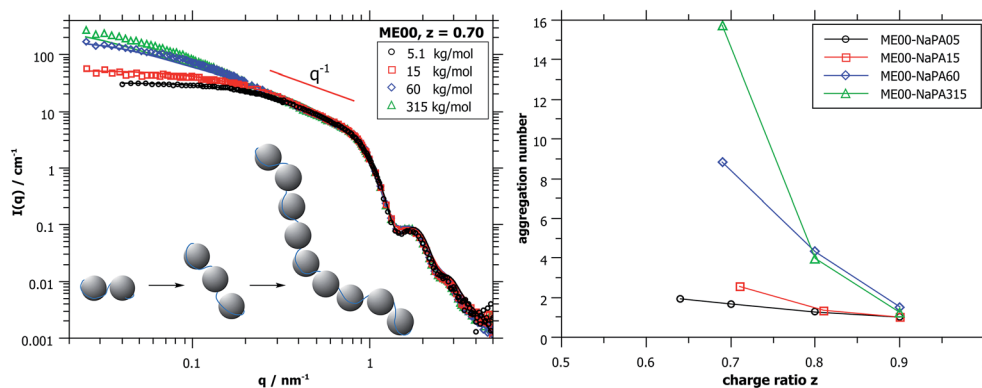 ME00, z = 0.70
5.1 kg/mol
15 kg/mol
60 kg/mol
315 kg/mol
q-1
100
10
1
0.1
0.01
0.001
I(q) / cm-1
0.1
1
q / nm-1
ME00-NaPA05
ME00-NaPA15
ME00-NaPA60
ME00-NaPA315
16
14
12
10
8
6
4
2
0
aggregation number
0.5
0.6
0.7
0.8
0.9
1
charge ratio z